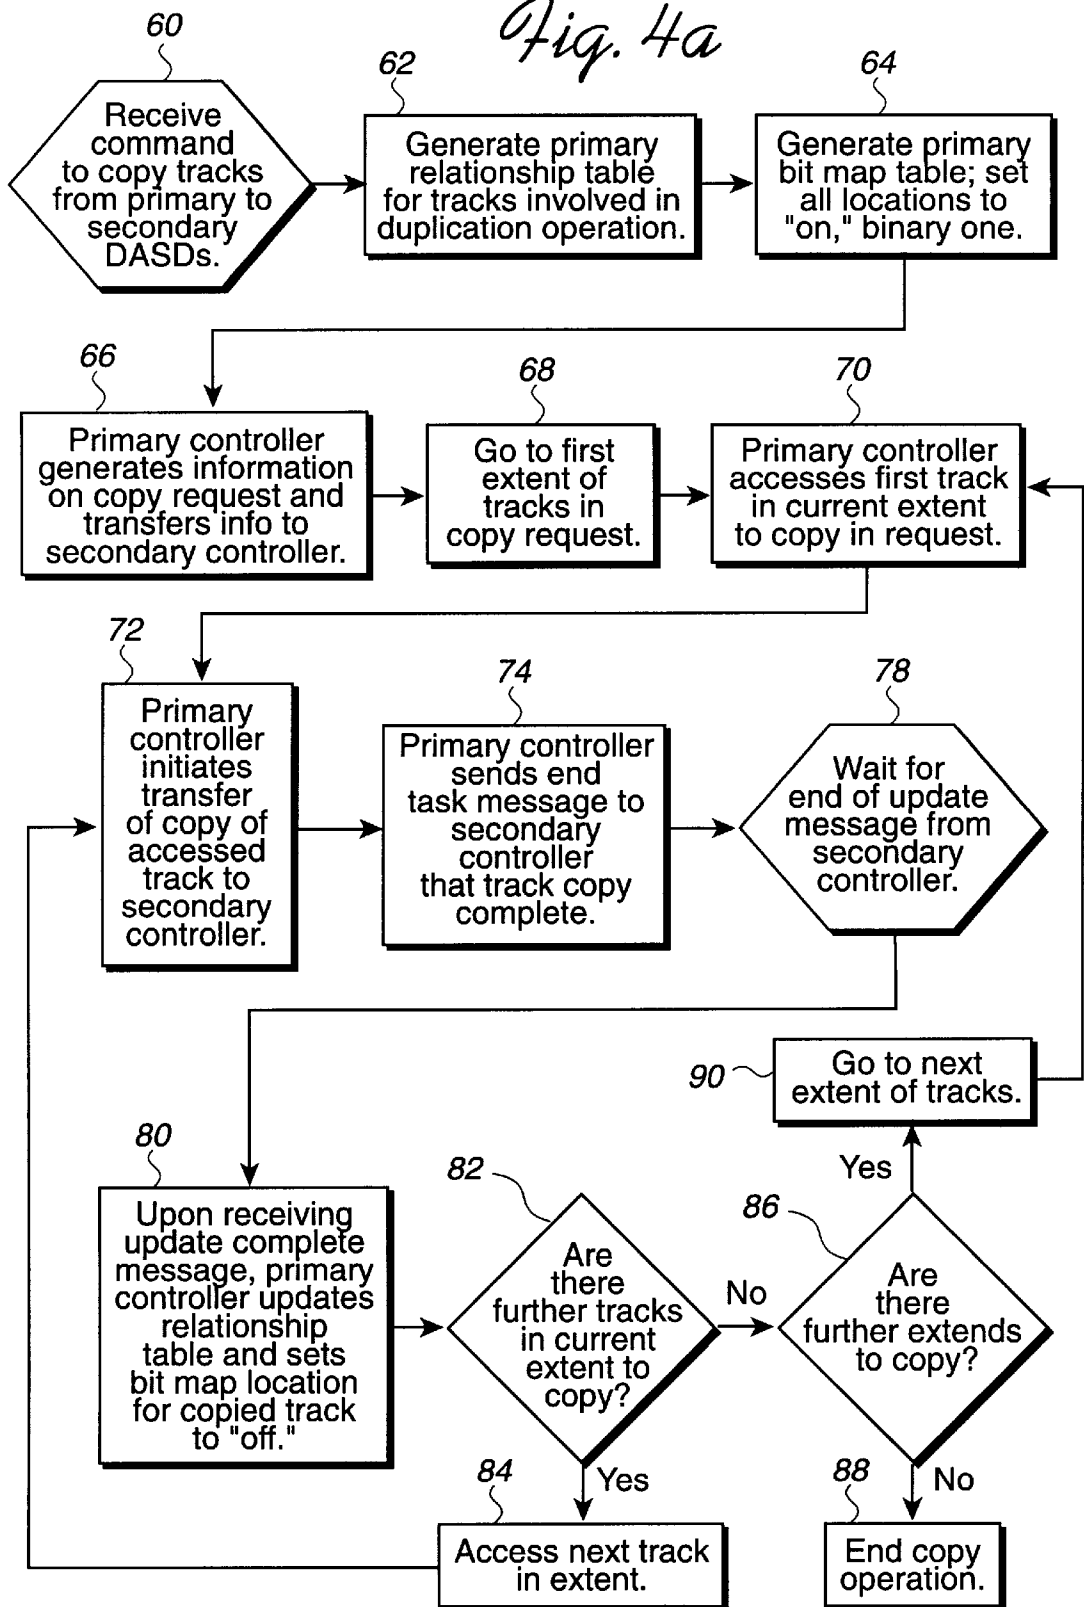 Fig. 4a
60
Receive
command
to copy tracks
from primary to
secondary
DASDs.
62
Generate primary
relationship table
for tracks involved in
duplication operation.
64
Generate primary
bit map table; set
all locations to
"on," binary one.
66
Primary controller
generates information
on copy request and
transfers info to
secondary controller.
68
Go to first
extent of
tracks in
copy request.
70
Primary controller
accesses first track
in current extent
to copy in request.
72
Primary
controller
initiates
transfer
of copy of
accessed
track to
secondary
controller.
74
Primary controller
sends end
task message to
secondary
controller
that track copy
complete.
78
Wait for
end of update
message from
secondary
controller.
80
Upon receiving
update complete
message, primary
controller updates
relationship
table and sets
bit map location
for copied track
to "off."
82
Are
there
further tracks
in current
extent to
copy?
No
Yes
84
Access next track
in extent.
86
Are
there
further extends
to copy?
Yes
90
Go to next
extent of tracks.
No
88
End copy
operation.